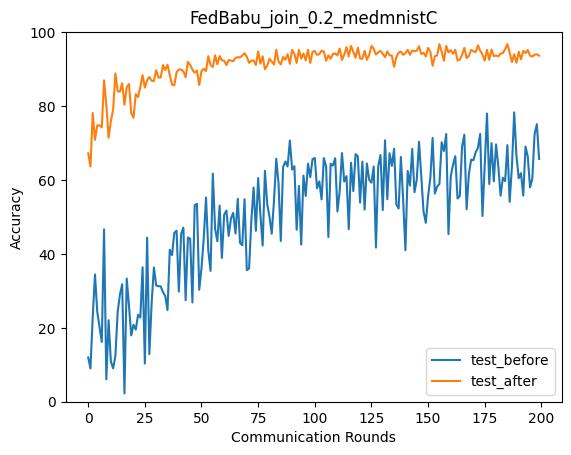 FedBabu_join_0.2_medmnistC
100
80
60
40
20
0
Accuracy
0 25 50 75 100 125 150 175 200
Communication Rounds
test_before
test_after